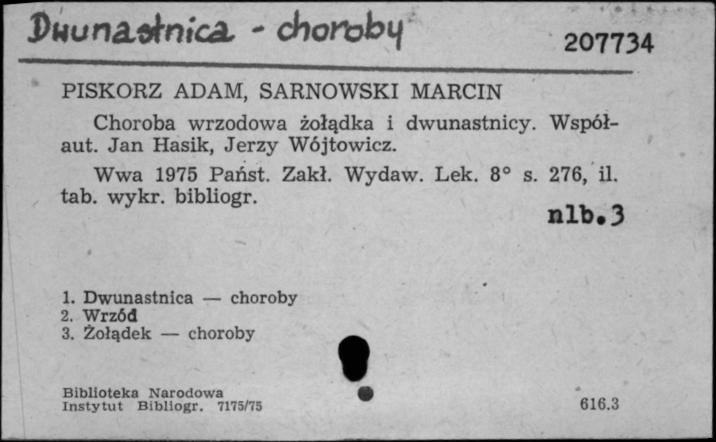 Dwunastnica - choroby
207734
PISKORZ ADAM, SARNOWSKI MARCIN
Choroba wrzodowa żołądka i dwunastnicy. Współ-
aut. Jan Hasik, Jerzy Wójtowicz.
Wwa 1975 Państ. Zakł. Wydaw. Lek. 8° s. 276, il.
tab. wykr. bibliogr.
nlb.3
1. Dwunastnica — choroby
2. Wrzód
3. Żołądek — choroby
Biblioteka Narodowa
Instytut Bibliogr. 7175/75
616.3